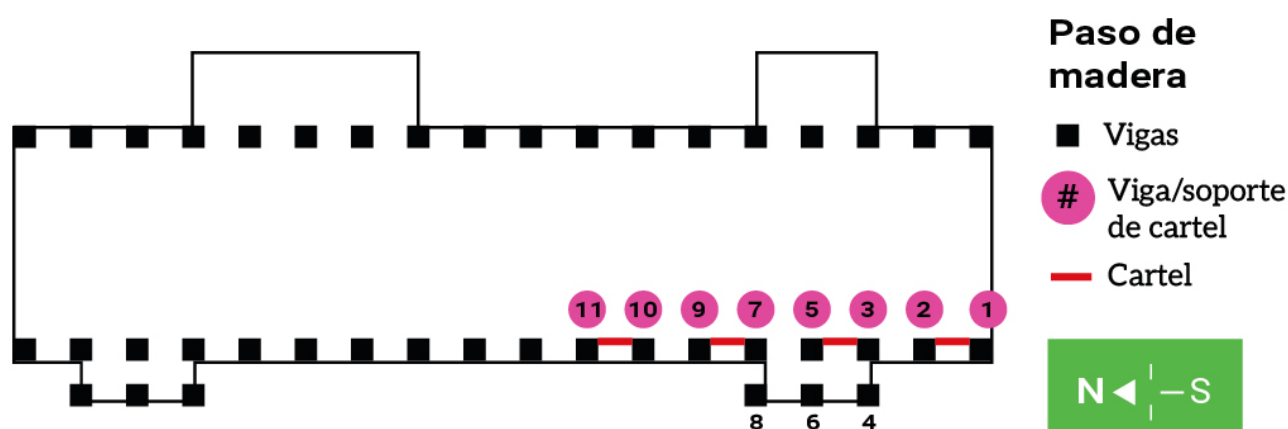 Paso de
madera
Vigas
# Viga/soporte
de cartel
Cartel
11 10 9 7 5 3 2 1
8 6 4
N S